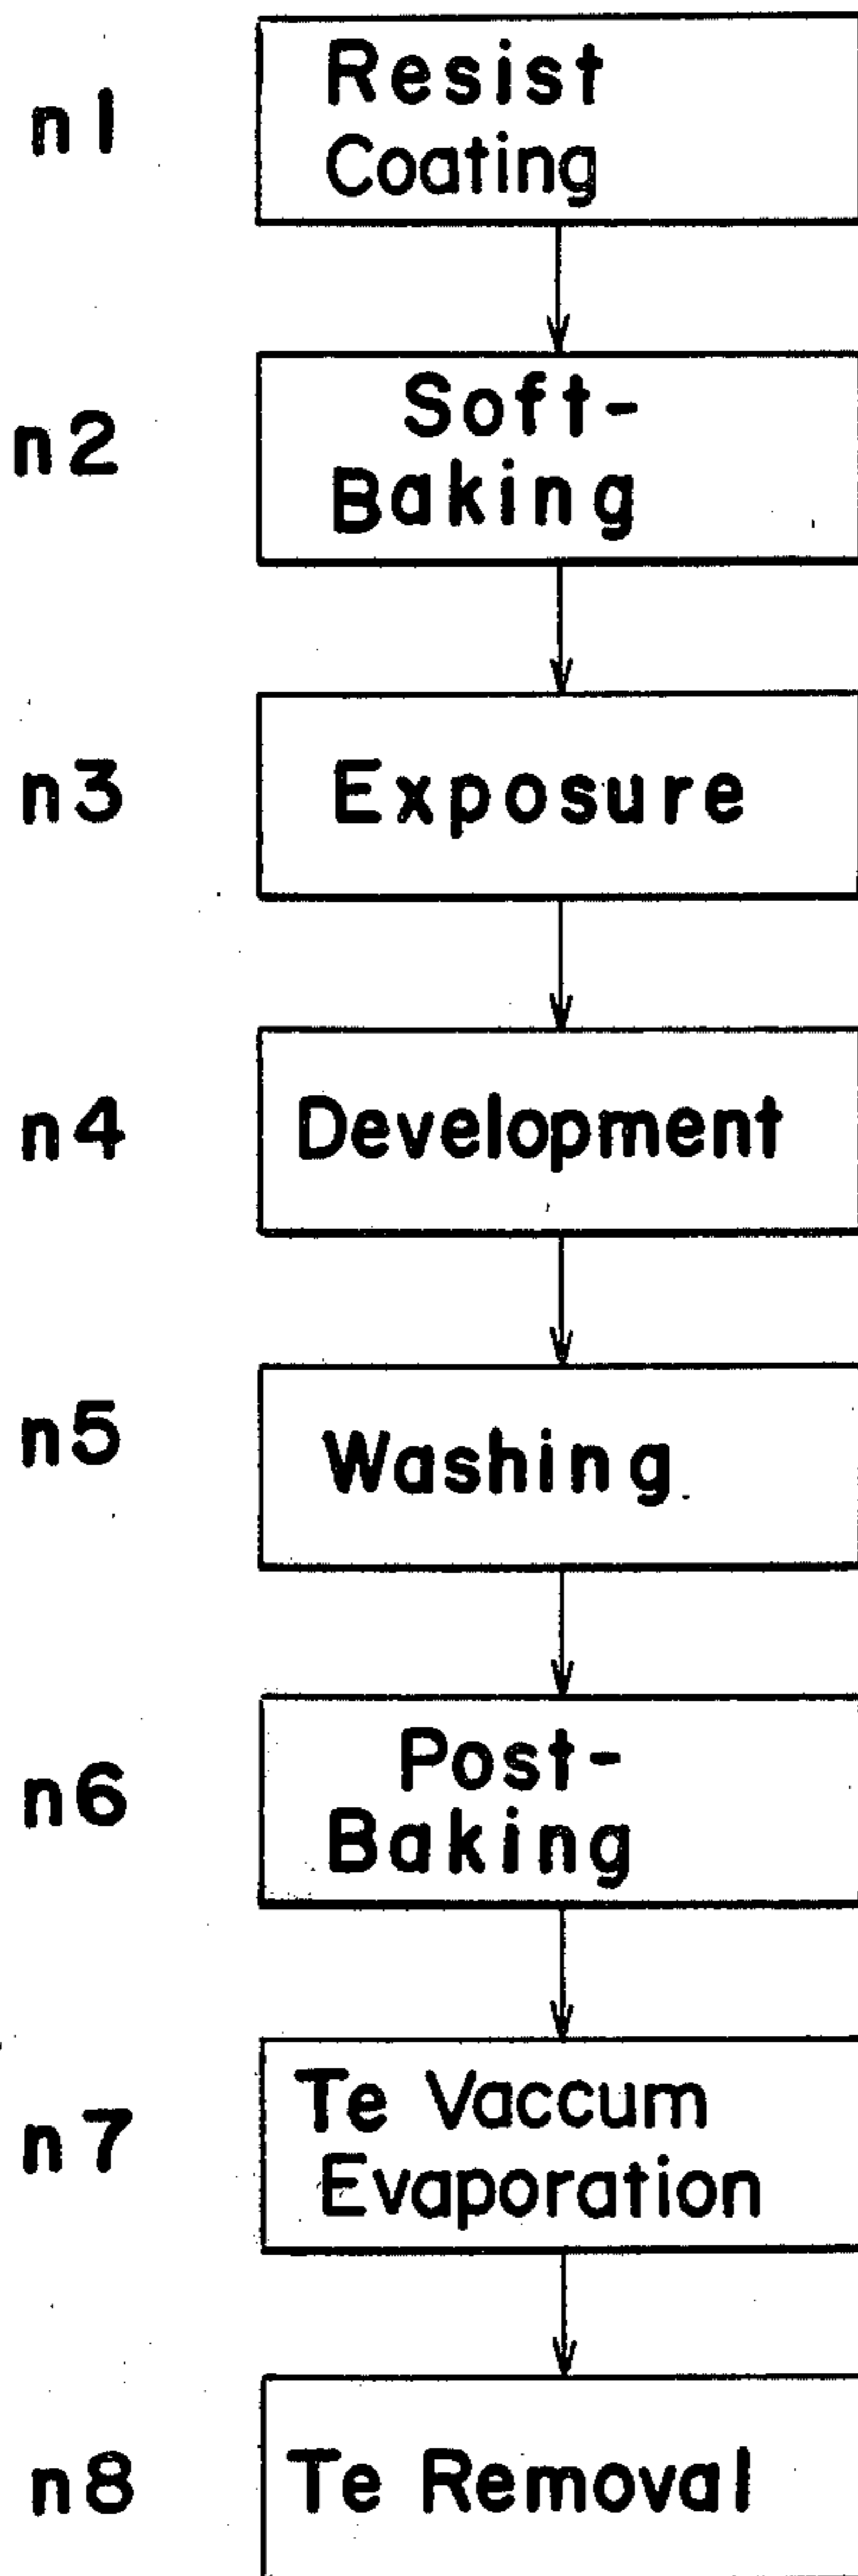 n1
Resist
Coating
n2
Soft-
Baking
n3
Exposure
n4
Development
n5
Washing
n6
Post-
Baking
n7
Te Vaccum
Evaporation
n8
Te Removal